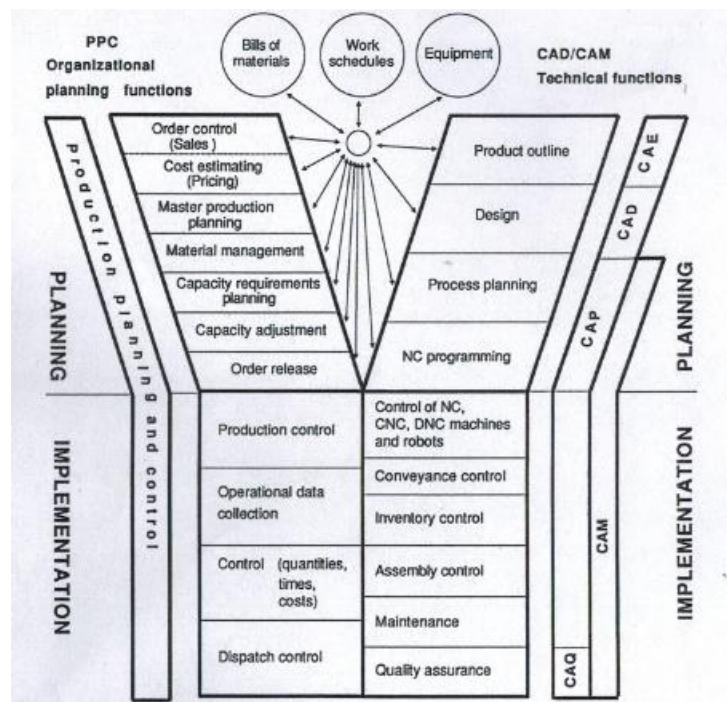 PPC
Organizational
planning functions
Bills of
materials
Work
schedules
Equipment
CAD/CAM
Technical functions
Order control
(Sales )
Cost estimating
(Pricing)
Master production
planning
Material management
Capacity requirements
planning
Capacity adjustment
Order release
Product outline
Design
Process planning
NC programming
Production planning and control
CAE
CAD
CAP
PLANNING
PLANNING
Production control
Operational data
collection
Control (quantities,
times,
costs)
Dispatch control
Control of NC,
CNC, DNC machines
and robots
Conveyance control
Inventory control
Assembly control
Maintenance
Quality assurance
CAM
CAQ
IMPLEMENTATION
IMPLEMENTATION